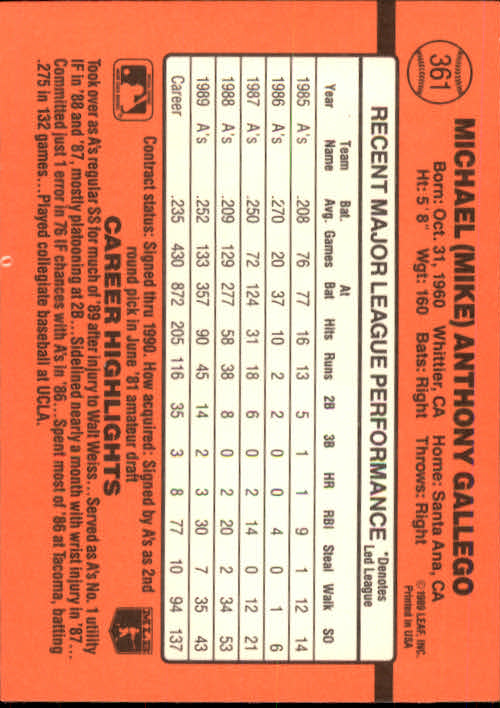 361
MICHAEL (MIKE) ANTHONY GALLEGO
Born: Oct. 31, 1960 Whittier, CA Home: Santa Ana, CA
Ht: 5' 8" Wgt: 160 Bats: Right Throws: Right
©1989 LEAF, INC.
Printed in USA
RECENT MAJOR LEAGUE PERFORMANCE
*Denotes
Led League
Year Team Name Bat. Avg. Games At Bat Hits Runs 2B 3B HR RBI Steal Walk SO
1985 A's .208 76 77 16 13 5 1 1 9 1 12 14
1986 A's .270 20 37 10 2 2 0 0 4 0 1 6
1987 A's .250 72 124 31 18 6 0 2 14 0 12 21
1988 A's .209 129 277 58 38 8 0 2 20 2 34 53
1989 A's .252 133 357 90 45 14 2 3 30 7 35 43
Career .235 430 872 205 116 35 3 8 77 10 94 137
Contract status: Signed thru 1990. How acquired: Signed by A's as 2nd
round pick in June '81 amateur draft
CAREER HIGHLIGHTS
Took over as A's regular SS for much of '89 after injury to Walt Weiss...Served as A's No. 1 utility
IF in '88 and '87, mostly platooning at 2B...Sidelined nearly a month with wrist injury in '87...
Committed just 1 error in 76 IF chances with A's in '86...Spent most of '86 at Tacoma, batting
.275 in 132 games...Played collegiate baseball at UCLA.